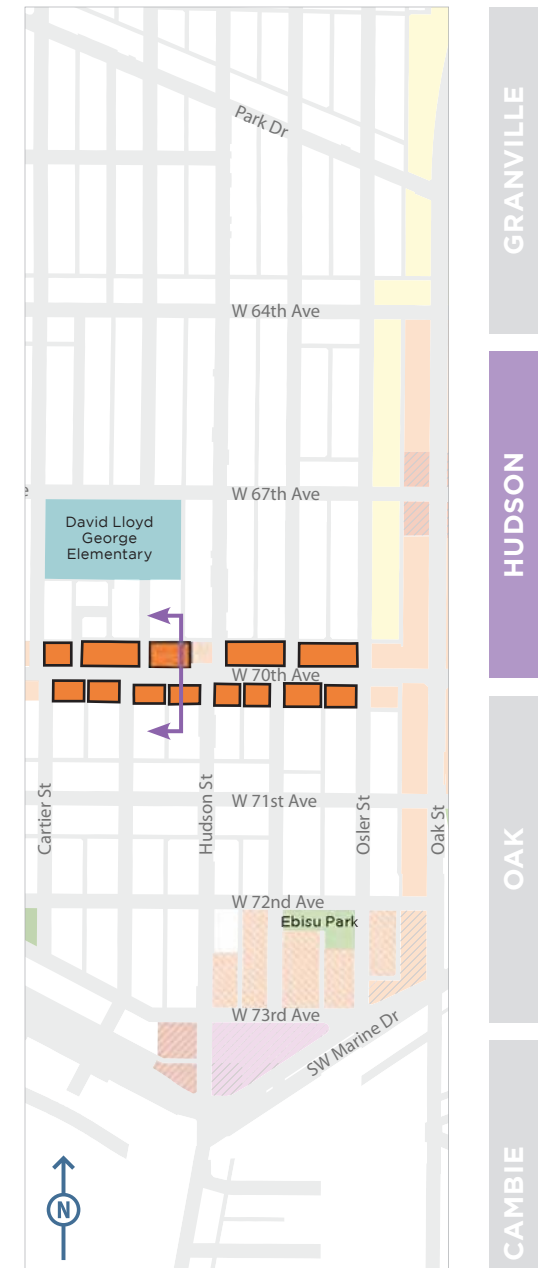 Park Dr
W 64th Ave
W 67th Ave
e
David Lloyd
George
Elementary
W 70th Ave
Cartier St
Hudson St
W 71st Ave
Osler St
Oak St
W 72nd Ave
Ebisu Park
W 73rd Ave
SW Marine Dr
N
GRANVILLE
HUDSON
OAK
CAMBIE